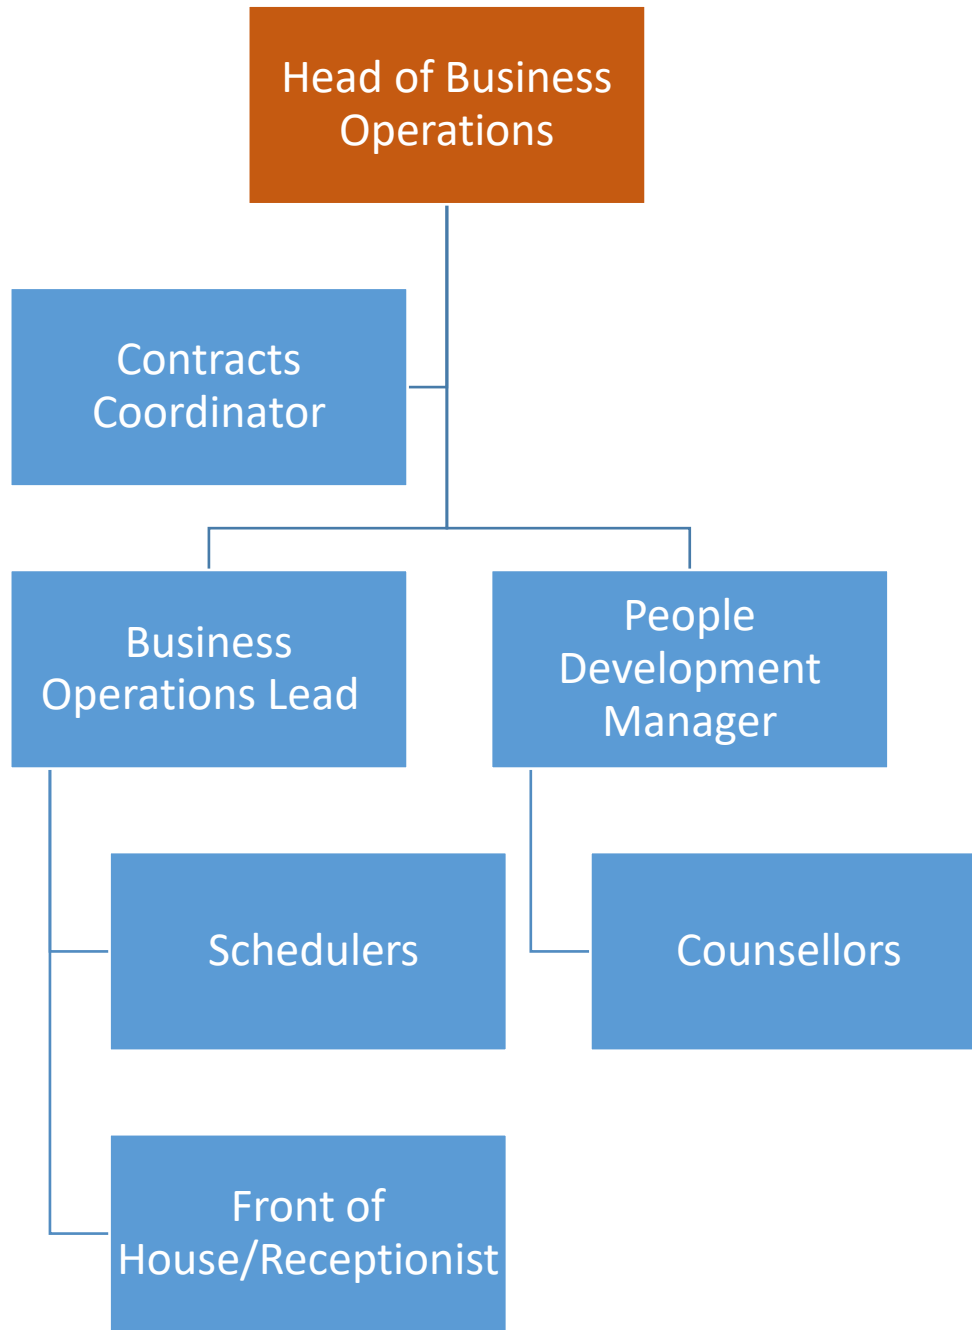 Head of Business
Operations
Contracts
Coordinator
Business
Operations Lead
People
Development
Manager
Schedulers
Counsellors
Front of
House/Receptionist